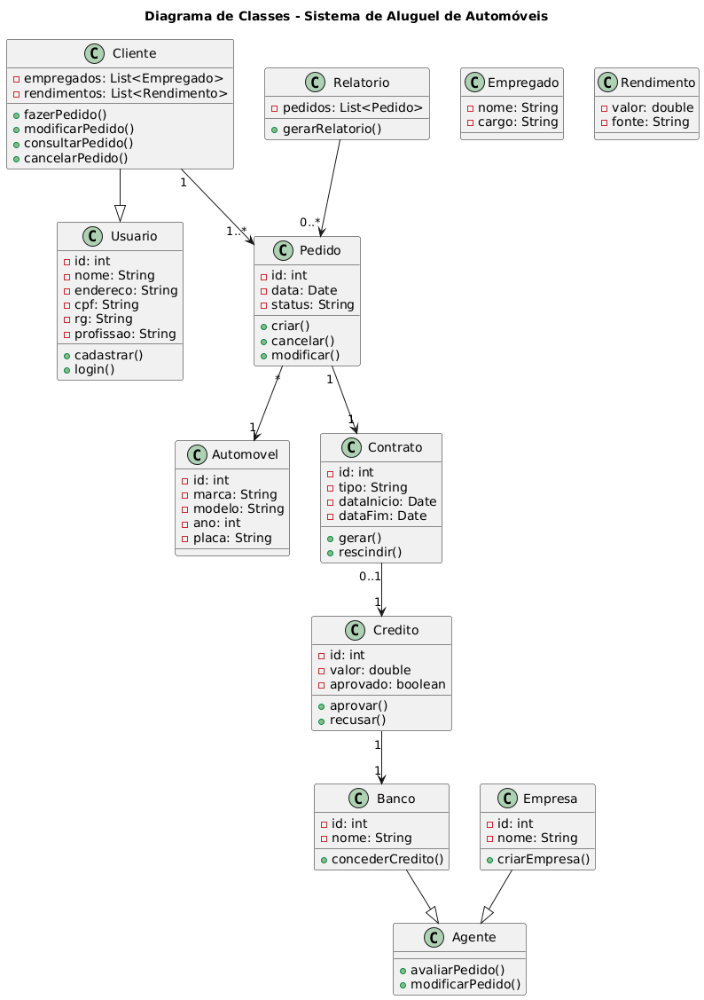 Diagrama de Classes - Sistema de Aluguel de Automóveis
C Cliente
empregados: List<Empregado>
rendimentos: List<Rendimento>
fazerPedido()
modificarPedido()
consultarPedido()
cancelarPedido()
C Relatorio
pedidos: List<Pedido>
gerarRelatorio()
C Empregado
nome: String
cargo: String
C Rendimento
valor: double
fonte: String
1
1..*
0..*
C Usuario
id: int
nome: String
endereco: String
cpf: String
rg: String
profissao: String
cadastrar()
login()
C Pedido
id: int
data: Date
status: String
criar()
cancelar()
modificar()
*
1
1
1
C Automovel
id: int
marca: String
modelo: String
ano: int
placa: String
C Contrato
id: int
tipo: String
dataInicio: Date
dataFim: Date
gerar()
rescindir()
0..1
1
C Credito
id: int
valor: double
aprovado: boolean
aprovar()
recusar()
1
1
C Banco
id: int
nome: String
concederCredito()
C Empresa
id: int
nome: String
criarEmpresa()
C Agente
avaliarPedido()
modificarPedido()